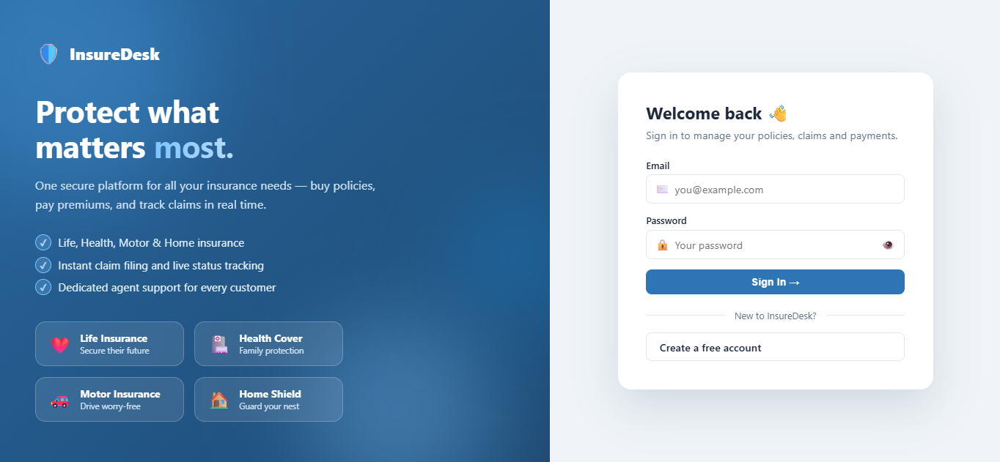 InsureDesk
Protect what
matters most.
One secure platform for all your insurance needs — buy policies,
pay premiums, and track claims in real time.
✓ Life, Health, Motor & Home insurance
✓ Instant claim filing and live status tracking
✓ Dedicated agent support for every customer
Life Insurance
Secure their future
Health Cover
Family protection
Motor Insurance
Drive worry-free
Home Shield
Guard your nest
Welcome back 👋
Sign in to manage your policies, claims and payments.
Email
you@example.com
Password
Your password
Sign In →
New to InsureDesk?
Create a free account